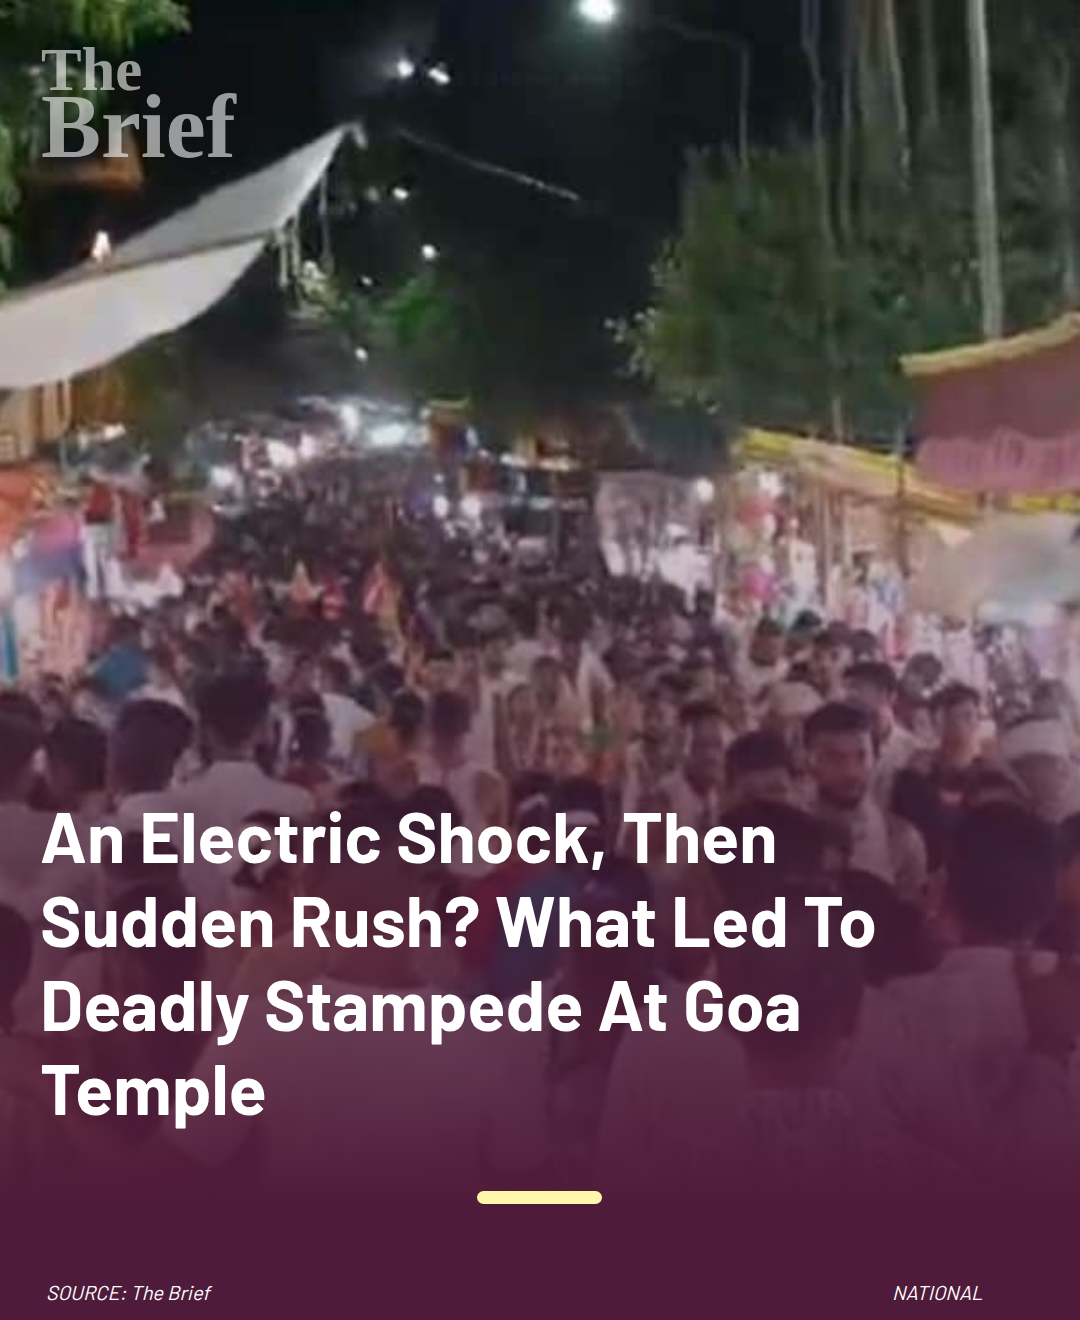 The
Brief
An Electric Shock, Then
Sudden Rush? What Led To
Deadly Stampede At Goa
Temple
SOURCE: The Brief
NATIONAL